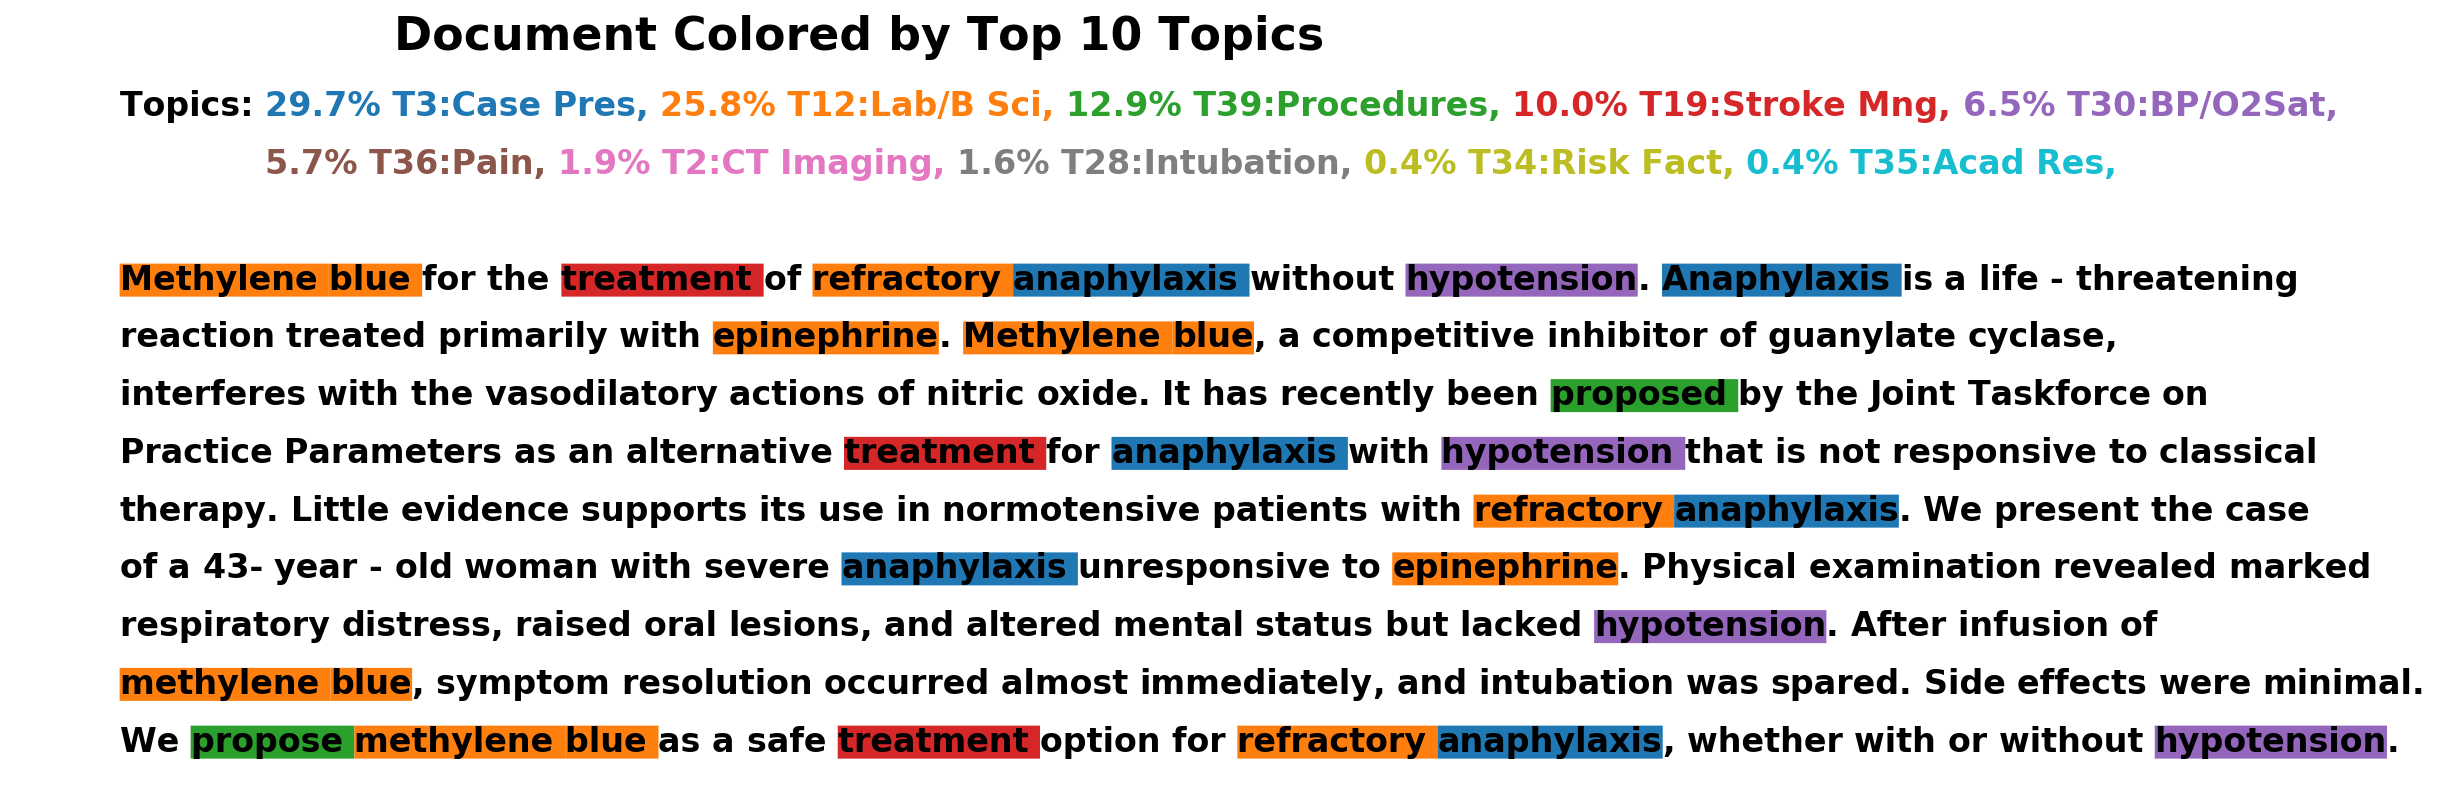 Document Colored by Top 10 Topics
Topics: 29.7% T3:Case Pres, 25.8% T12:Lab/B Sci, 12.9% T39:Procedures, 10.0% T19:Stroke Mng, 6.5% T30:BP/O2Sat,
5.7% T36:Pain, 1.9% T2:CT Imaging, 1.6% T28:Intubation, 0.4% T34:Risk Fact, 0.4% T35:Acad Res,
Methylene blue for the treatment of refractory anaphylaxis without hypotension. Anaphylaxis is a life - threatening
reaction treated primarily with epinephrine. Methylene blue, a competitive inhibitor of guanylate cyclase,
interferes with the vasodilatory actions of nitric oxide. It has recently been proposed by the Joint Taskforce on
Practice Parameters as an alternative treatment for anaphylaxis with hypotension that is not responsive to classical
therapy. Little evidence supports its use in normotensive patients with refractory anaphylaxis. We present the case
of a 43- year - old woman with severe anaphylaxis unresponsive to epinephrine. Physical examination revealed marked
respiratory distress, raised oral lesions, and altered mental status but lacked hypotension. After infusion of
methylene blue, symptom resolution occurred almost immediately, and intubation was spared. Side effects were minimal.
We propose methylene blue as a safe treatment option for refractory anaphylaxis, whether with or without hypotension.